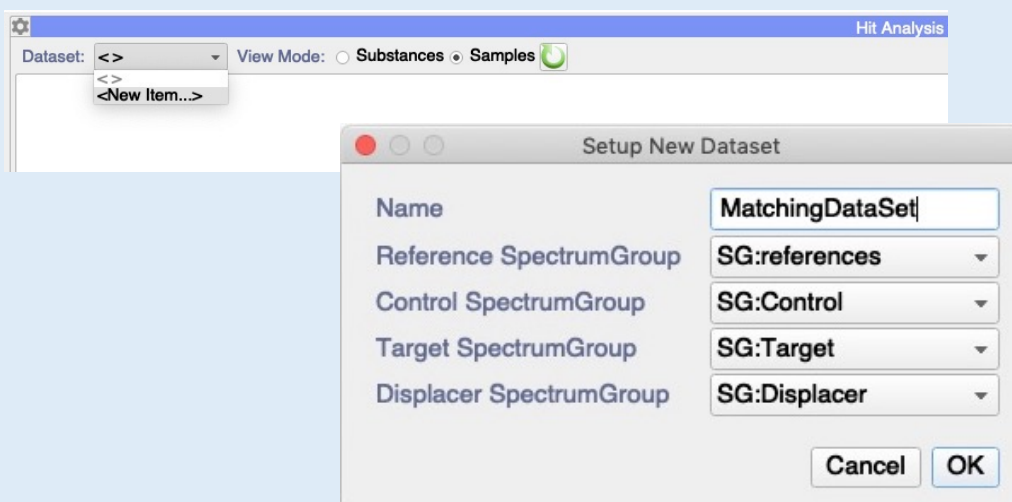 Hit Analysis
Dataset: <> View Mode: Substances Samples
<>
<New Item...>
Setup New Dataset
Name MatchingDataSet
Reference SpectrumGroup SG:references
Control SpectrumGroup SG:Control
Target SpectrumGroup SG:Target
Displacer SpectrumGroup SG:Displacer
Cancel OK